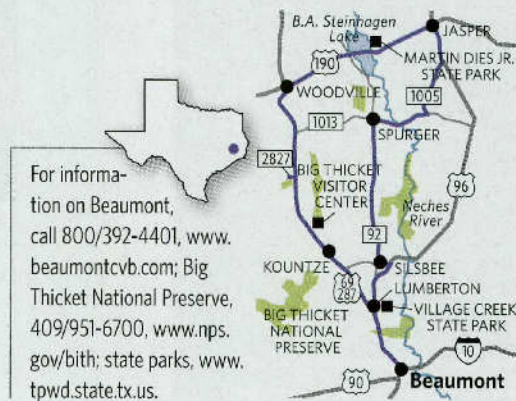 B.A. Steinhagen
Lake
JASPER
MARTIN DIES JR.
STATE PARK
190
WOODVILLE
1005
1013
SPURGER
2827
BIG THICKET
VISITOR
CENTER
96
Neches
River
92
KOUNTZE
SILSBEE
69
287
LUMBERTON
VILLAGE CREEK
STATE PARK
BIG THICKET
NATIONAL
PRESERVE
10
90
Beaumont
For informa-
tion on Beaumont,
call 800/392-4401, www.
beaumontcvb.com; Big
Thicket National Preserve,
409/951-6700, www.nps.
gov/bith; state parks, www.
tpwd.state.tx.us.